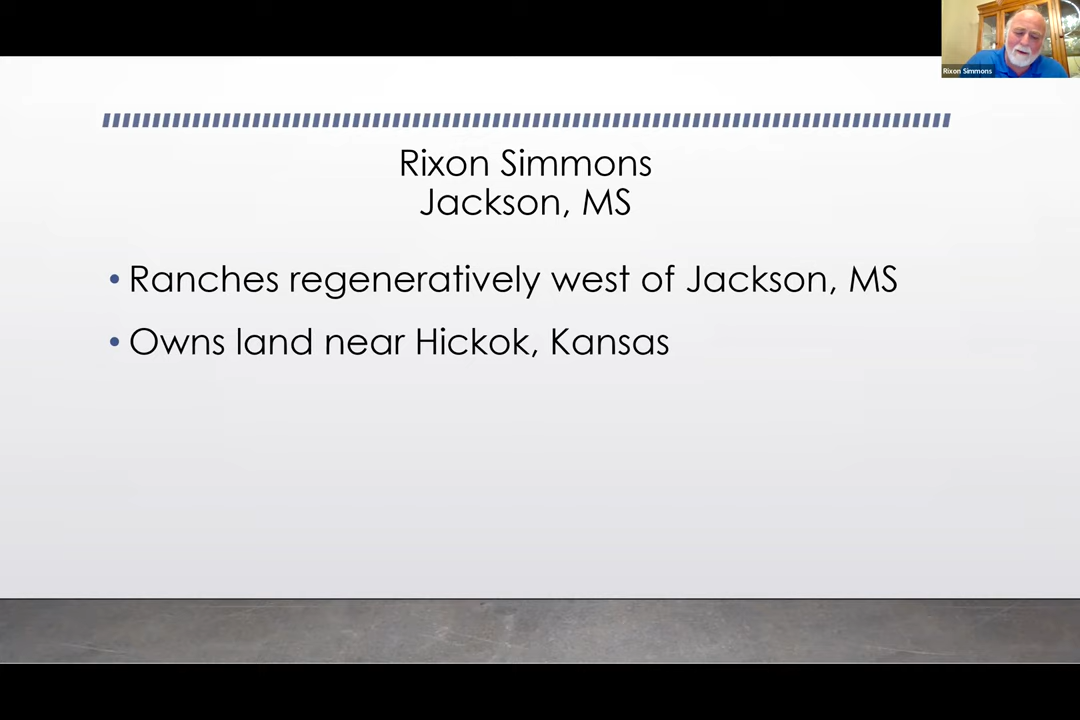 Rixon Simmons
Rixon Simmons
Jackson, MS
• Ranches regeneratively west of Jackson, MS
• Owns land near Hickok, Kansas